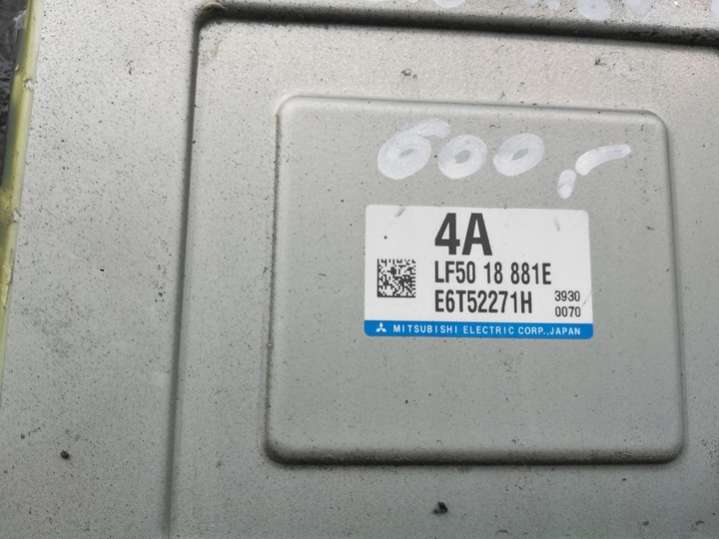 600,-
4A
LF50 18 881E
E6T52271H 3930
0070
MITSUBISHI ELECTRIC CORP., JAPAN